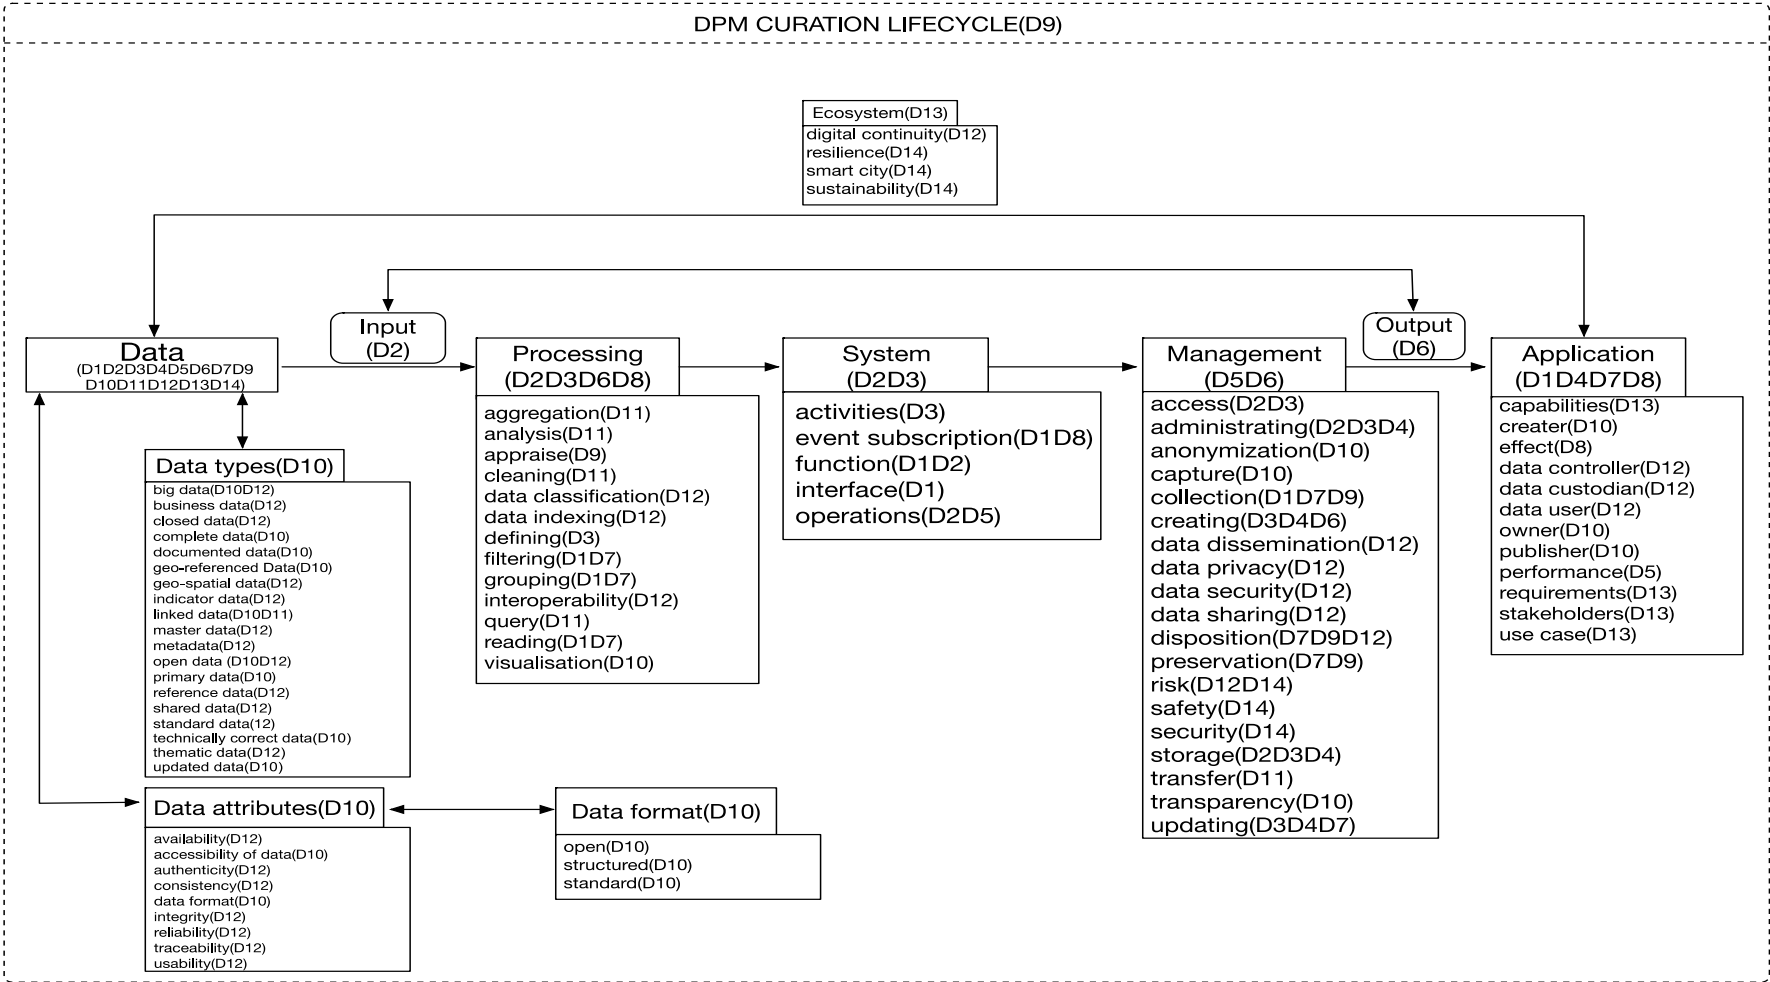 DPM CURATION LIFECYCLE(D9)
Ecosystem(D13)
digital continuity(D12)
resilience(D14)
smart city(D14)
sustainability(D14)
Data
(D1D2D3D4D5D6D7D9
D10D11D12D13D14)
Input
(D2)
Processing
(D2D3D6D8)
aggregation(D11)
analysis(D11)
appraise(D9)
cleaning(D11)
data classification(D12)
data indexing(D12)
defining(D3)
filtering(D1D7)
grouping(D1D7)
interoperability(D12)
query(D11)
reading(D1D7)
visualisation(D10)
System
(D2D3)
activities(D3)
event subscription(D1D8)
function(D1D2)
interface(D1)
operations(D2D5)
Management
(D5D6)
access(D2D3)
administrating(D2D3D4)
anonymization(D10)
capture(D10)
collection(D1D7D9)
creating(D3D4D6)
data dissemination(D12)
data privacy(D12)
data security(D12)
data sharing(D12)
disposition(D7D9D12)
preservation(D7D9)
risk(D12D14)
safety(D14)
security(D14)
storage(D2D3D4)
transfer(D11)
transparency(D10)
updating(D3D4D7)
Output
(D6)
Application
(D1D4D7D8)
capabilities(D13)
creater(D10)
effect(D8)
data controller(D12)
data custodian(D12)
data user(D12)
owner(D10)
publisher(D10)
performance(D5)
requirements(D13)
stakeholders(D13)
use case(D13)
Data types(D10)
big data(D10D12)
business data(D12)
closed data(D12)
complete data(D10)
documented data(D10)
geo-referenced Data(D10)
geo-spatial data(D12)
indicator data(D12)
linked data(D10D11)
master data(D12)
metadata(D12)
open data (D10D12)
primary data(D10)
reference data(D12)
shared data(D12)
standard data(12)
technically correct data(D10)
thematic data(D12)
updated data(D10)
Data attributes(D10)
availability(D12)
accessibility of data(D10)
authenticity(D12)
consistency(D12)
data format(D10)
integrity(D12)
reliability(D12)
traceability(D12)
usability(D12)
Data format(D10)
open(D10)
structured(D10)
standard(D10)